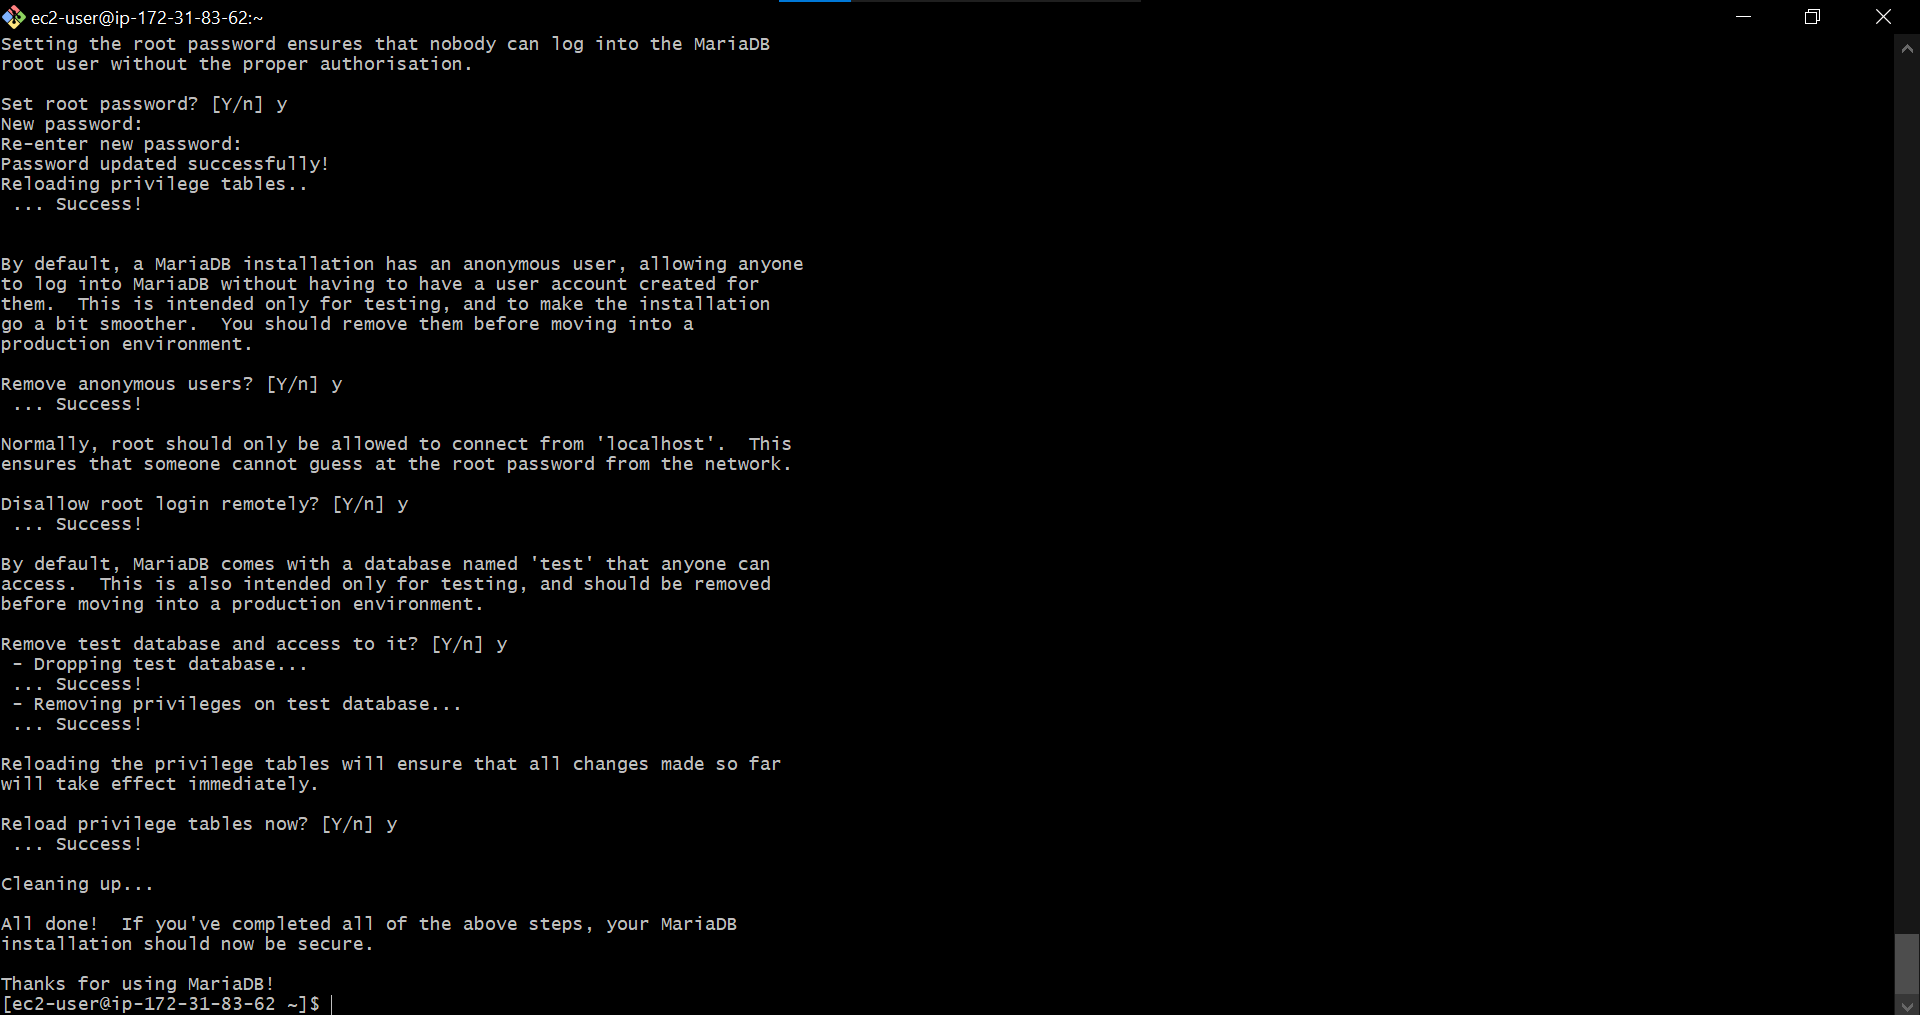 ec2-user@ip-172-31-83-62:~
Setting the root password ensures that nobody can log into the MariaDB
root user without the proper authorisation.
Set root password? [Y/n] y
New password:
Re-enter new password:
Password updated successfully!
Reloading privilege tables..
... Success!
By default, a MariaDB installation has an anonymous user, allowing anyone
to log into MariaDB without having to have a user account created for
them.  This is intended only for testing, and to make the installation
go a bit smoother.  You should remove them before moving into a
production environment.
Remove anonymous users? [Y/n] y
... Success!
Normally, root should only be allowed to connect from 'localhost'.  This
ensures that someone cannot guess at the root password from the network.
Disallow root login remotely? [Y/n] y
... Success!
By default, MariaDB comes with a database named 'test' that anyone can
access.  This is also intended only for testing, and should be removed
before moving into a production environment.
Remove test database and access to it? [Y/n] y
- Dropping test database...
... Success!
- Removing privileges on test database...
... Success!
Reloading the privilege tables will ensure that all changes made so far
will take effect immediately.
Reload privilege tables now? [Y/n] y
... Success!
Cleaning up...
All done!  If you've completed all of the above steps, your MariaDB
installation should now be secure.
Thanks for using MariaDB!
[ec2-user@ip-172-31-83-62 ~]$